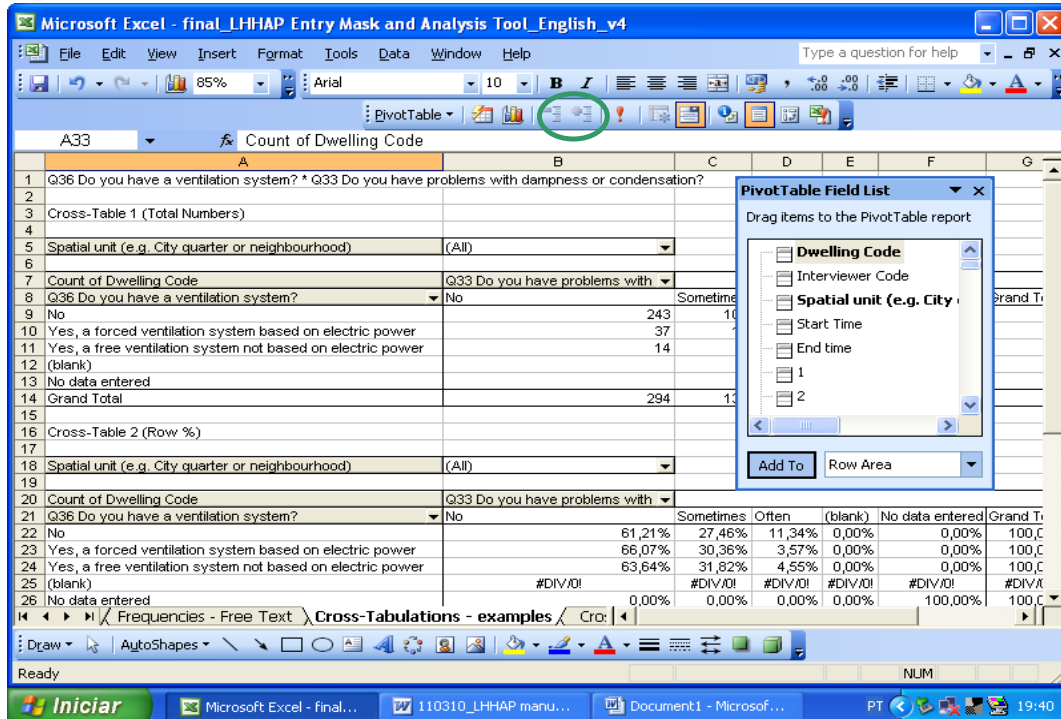 Microsoft Excel - final_LHHAP Entry Mask and Analysis Tool_English_v4
File Edit View Insert Format Tools Data Window Help Type a question for help
85% Arial 10 B I
PivotTable
A33 fx Count of Dwelling Code
A B C D E F G
1 Q36 Do you have a ventilation system? * Q33 Do you have problems with dampness or condensation?
2
3 Cross-Table 1 (Total Numbers)
4
5 Spatial unit (e.g. City quarter or neighbourhood) (All)
6
7 Count of Dwelling Code Q33 Do you have problems with
8 Q36 Do you have a ventilation system? No Sometime Grand T
9 No 243 10
10 Yes, a forced ventilation system based on electric power 37
11 Yes, a free ventilation system not based on electric power 14
12 (blank)
13 No data entered
14 Grand Total 294 13
15
16 Cross-Table 2 (Row %)
17
18 Spatial unit (e.g. City quarter or neighbourhood) (All)
19
20 Count of Dwelling Code Q33 Do you have problems with
21 Q36 Do you have a ventilation system? No Sometimes Often (blank) No data entered Grand T
22 No 61,21% 27,46% 11,34% 0,00% 0,00% 100,0
23 Yes, a forced ventilation system based on electric power 66,07% 30,36% 3,57% 0,00% 0,00% 100,0
24 Yes, a free ventilation system not based on electric power 63,64% 31,82% 4,55% 0,00% 0,00% 100,0
25 (blank) #DIV/0! #DIV/0! #DIV/0! #DIV/0! #DIV/0! #DIV/0
26 No data entered 0,00% 0,00% 0,00% 0,00% 100,00% 100,0
PivotTable Field List
Drag items to the PivotTable report
Dwelling Code
Interviewer Code
Spatial unit (e.g. City
Start Time
End time
1
2
Add To Row Area
Frequencies - Free Text Cross-Tabulations - examples Cro
Draw AutoShapes
Ready NUM
Iniciar Microsoft Excel - final... 110310_LHHAP manu... Document1 - Microsof... PT 19:40